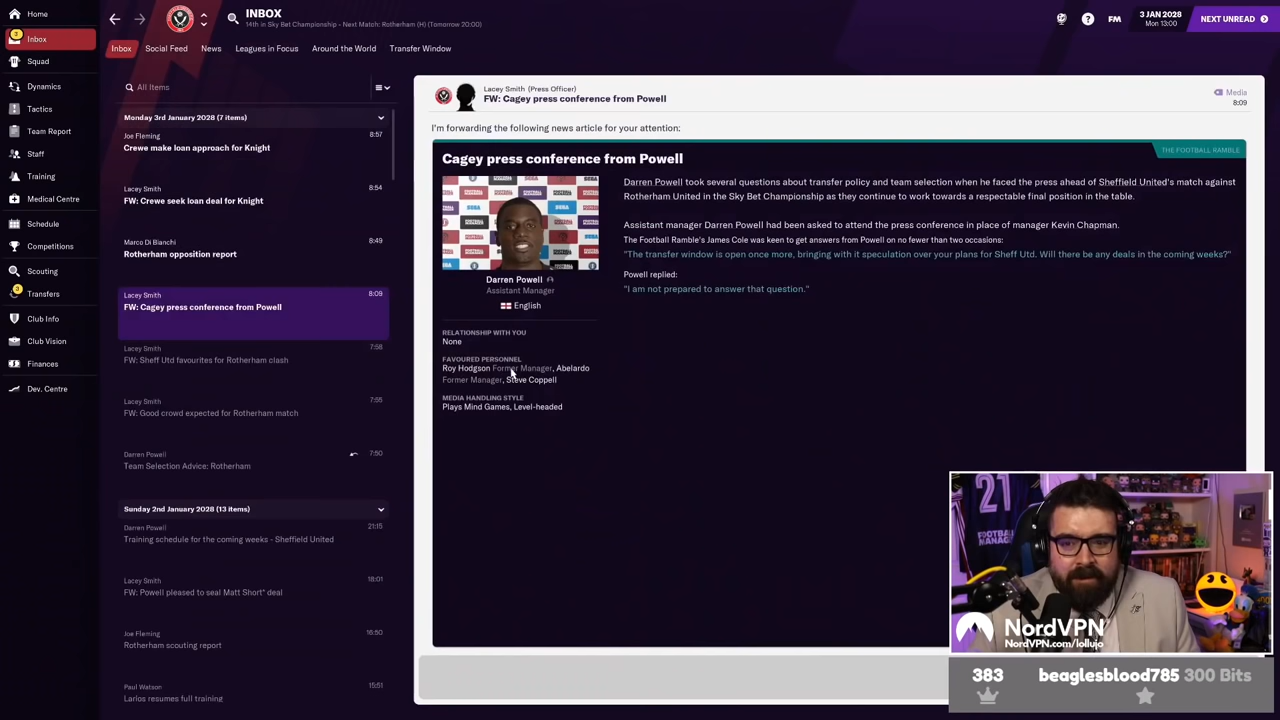 Home
INBOX
14th in Sky Bet Championship - Next Match: Rotherham (H) (Tomorrow 20:00)
FM
3 JAN 2028
Mon 13:00
NEXT UNREAD
3
Inbox
Squad
Dynamics
Tactics
Team Report
Staff
Training
Medical Centre
Schedule
Competitions
Scouting
3
Transfers
Club Info
Club Vision
Finances
Dev. Centre
Inbox
Social Feed
News
Leagues in Focus
Around the World
Transfer Window
All Items
Monday 3rd January 2028 (7 items)
Joe Fleming
8:57
Crewe make loan approach for Knight
Lacey Smith
8:54
FW: Crewe seek loan deal for Knight
Marco Di Bianchi
8:49
Rotherham opposition report
Lacey Smith
8:09
FW: Cagey press conference from Powell
Lacey Smith
7:58
FW: Sheff Utd favourites for Rotherham clash
Lacey Smith
7:55
FW: Good crowd expected for Rotherham match
Darren Powell
7:50
Team Selection Advice: Rotherham
Sunday 2nd January 2028 (13 items)
Darren Powell
21:15
Training schedule for the coming weeks - Sheffield United
Lacey Smith
18:01
FW: Powell pleased to seal Matt Short* deal
Joe Fleming
16:50
Rotherham scouting report
Paul Watson
15:51
Larios resumes full training
Lacey Smith (Press Officer)
FW: Cagey press conference from Powell
Media
8:09
I'm forwarding the following news article for your attention:
Cagey press conference from Powell
THE FOOTBALL RAMBLE
Darren Powell
Assistant Manager
English
RELATIONSHIP WITH YOU
None
FAVOURED PERSONNEL
Roy Hodgson Former Manager, Abelardo
Former Manager, Steve Coppell
MEDIA HANDLING STYLE
Plays Mind Games, Level-headed
Darren Powell took several questions about transfer policy and team selection when he faced the press ahead of Sheffield United's match against
Rotherham United in the Sky Bet Championship as they continue to work towards a respectable final position in the table.
Assistant manager Darren Powell had been asked to attend the press conference in place of manager Kevin Chapman.
The Football Ramble's James Cole was keen to get answers from Powell on no fewer than two occasions:
"The transfer window is open once more, bringing with it speculation over your plans for Sheff Utd. Will there be any deals in the coming weeks?"
Powell replied:
"I am not prepared to answer that question."
21
NordVPN
NordVPN.com/lollujo
383
beaglesblood785 300 Bits